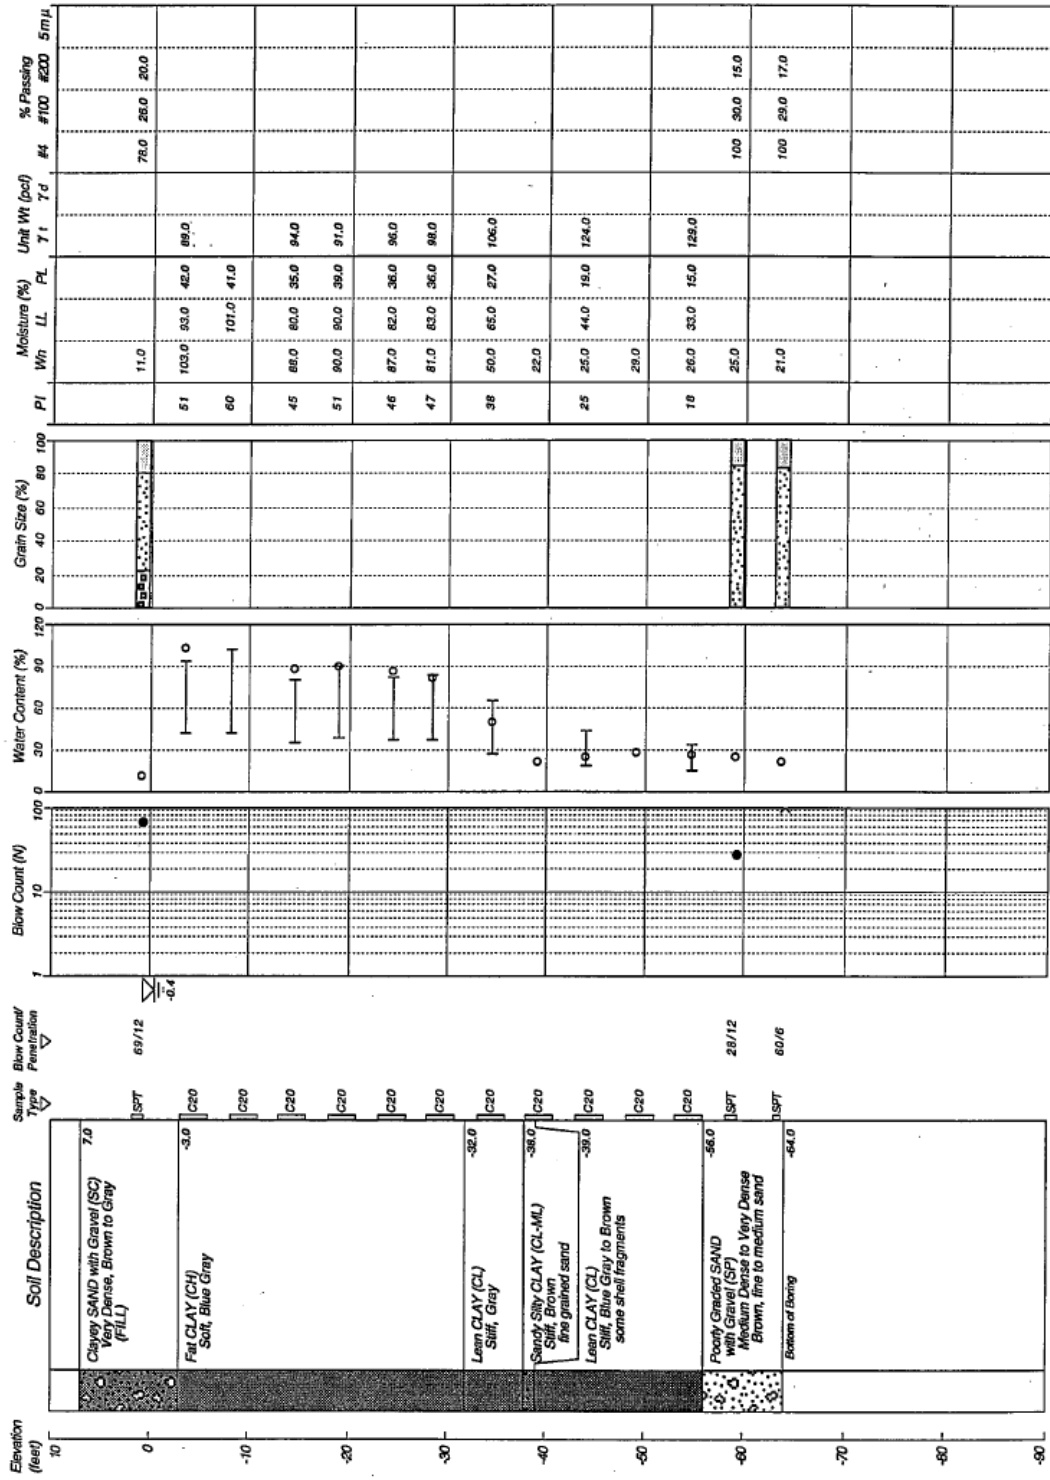 Elevation
(feet)
Soil Description
Sample
Type
Blow Count/
Penetration
Blow Count (N)
Water Content (%)
Grain Size (%)
PI
Moisture (%)
Wn LL PL
Unit Wt (pcf)
γt γd
% Passing
#4 #100 #200 5mµ
1 10 100
0 30 60 90 120
0 20 40 60 80 100
10
0
-10
-20
-30
-40
-50
-60
-70
-80
-90
7.0
Clayey SAND with Gravel (SC)
Very Dense, Brown to Gray
(FILL)
-3.0
Fat CLAY (CH)
Soft, Blue Gray
-32.0
Lean CLAY (CL)
Stiff, Gray
-38.0
Sandy Silty CLAY (CL-ML)
Stiff, Brown
fine grained sand
-39.0
Lean CLAY (CL)
Stiff, Blue Gray to Brown
some shell fragments
-56.0
Poorly Graded SAND
with Gravel (SP)
Medium Dense to Very Dense
Brown, fine to medium sand
-64.0
Bottom of Boring
-0.4
SPT 69/12 11.0 78.0 26.0 20.0
C20 51 103.0 93.0 42.0 89.0
C20 60 101.0 41.0
C20 45 88.0 80.0 35.0 94.0
C20 51 90.0 90.0 39.0 91.0
C20 46 87.0 82.0 36.0 96.0
C20 47 81.0 83.0 36.0 98.0
C20 38 50.0 65.0 27.0 106.0
C20 22.0
C20 25 25.0 44.0 19.0 124.0
C20 29.0
C20 18 26.0 33.0 15.0 129.0
SPT 28/12 25.0 100 30.0 15.0
SPT 60/6 21.0 100 29.0 17.0